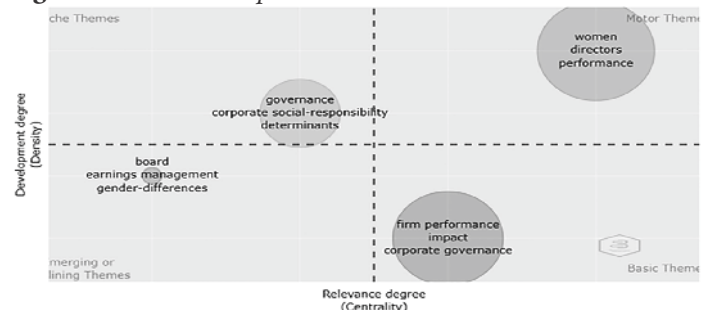 che Themes
Motor Theme
women
directors
performance
governance
corporate social-responsibility
determinants
board
earnings management
gender-differences
firm performance
impact
corporate governance
merging or
lining Themes
Basic Theme
Development degree
(Density)
Relevance degree
(Centrality)